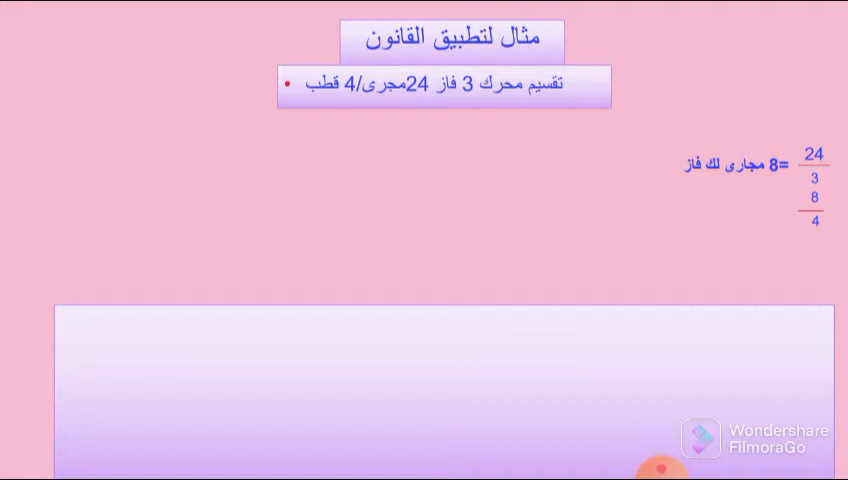 مثال لتطبيق القانون
• تقسيم محرك 3 فاز 24مجرى/4 قطب
24
=8 مجارى لك فاز
3
8
4
Wondershare
FilmoraGo